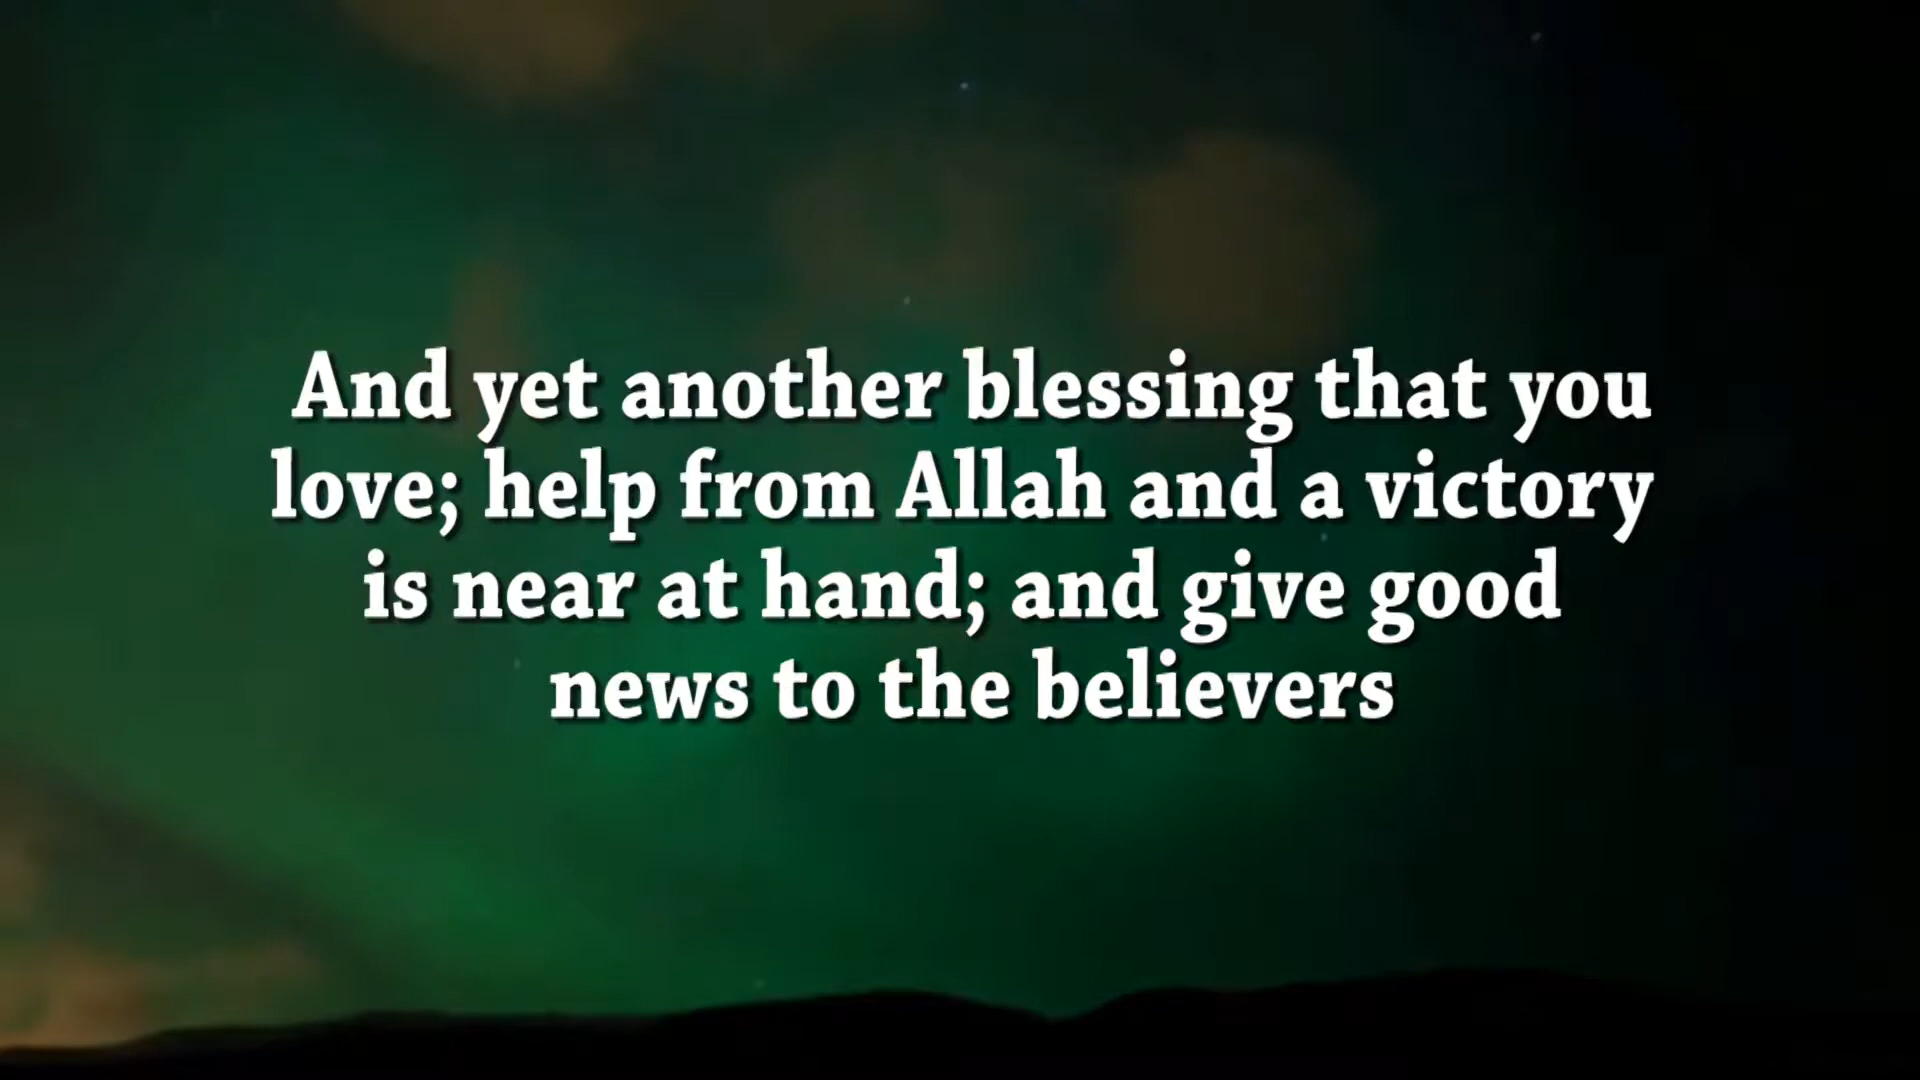 And yet another blessing that you
love; help from Allah and a victory
is near at hand; and give good
news to the believers